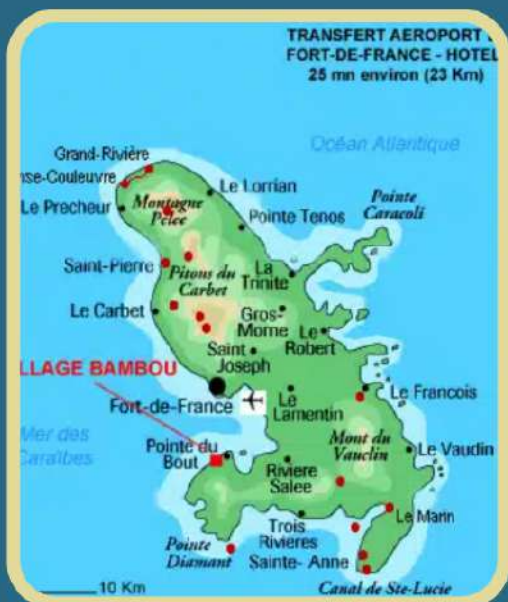 TRANSFERT AEROPORT
FORT-DE-FRANCE - HOTEL
25 mn environ (23 Km)
Océan Atlantique
Grand-Rivière
nse-Couleuvre
Le Lorrian
Pointe
Caracoli
Le Precheur
Montagne
Pelee
Pointe Tenos
Saint-Pierre
Pitons du
Carbet
La
Trinite
Le Carbet
Gros-
Morne
Le
Robert
Saint
Joseph
LLAGE BAMBOU
Fort-de-France
Le
Lamentin
Le Francois
Mer des
Caraïbes
Pointe du
Bout
Mont du
Vauclin
Le Vaudin
Riviere
Salee
Trois
Rivieres
Le Marin
Pointe
Diamant
Sainte- Anne
Canal de Ste-Lucie
10 Km